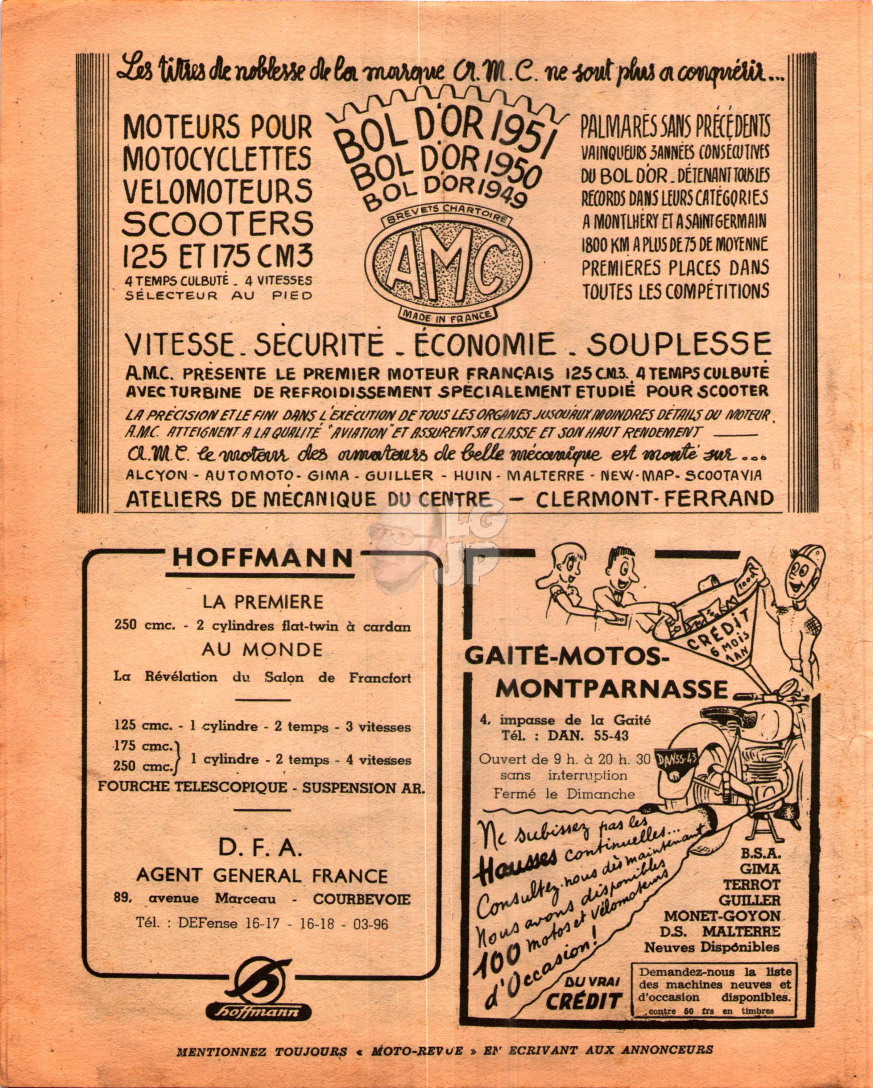 Les titres de noblesse de la marque A.M.C. ne sont plus a conquérir...
MOTEURS POUR
MOTOCYCLETTES
VELOMOTEURS
SCOOTERS
125 ET 175 CM3
4 TEMPS CULBUTÉ - 4 VITESSES
SÉLECTEUR AU PIED
BOL D'OR 1951
BOL D'OR 1950
BOL D'OR 1949
BREVETS CHARTOIRE
AMC
MADE IN FRANCE
PALMARES SANS PRÉCÉDENTS
VAINQUEURS 3 ANNÉES CONSECUTIVES
DU BOL D'OR - DÉTENANT TOUS LES
RECORDS DANS LEURS CATÉGORIES
A MONTLHÉRY ET A SAINT GERMAIN
1800 KM A PLUS DE 75 DE MOYENNE
PREMIERES PLACES DANS
TOUTES LES COMPÉTITIONS
VITESSE - SÉCURITÉ - ÉCONOMIE - SOUPLESSE
A.M.C. PRÉSENTE LE PREMIER MOTEUR FRANÇAIS 125 C.M.3. 4 TEMPS CULBUTÉ
AVEC TURBINE DE REFROIDISSEMENT SPÉCIALEMENT ETUDIÉ POUR SCOOTER
LA PRÉCISION ET LE FINI DANS L'EXÉCUTION DE TOUS LES ORGANES JUSQU'AUX MOINDRES DÉTAILS DU MOTEUR.
A.M.C. ATTEIGNENT A LA QUALITÉ "AVIATION" ET ASSURENT SA CLASSE ET SON HAUT RENDEMENT
A.M.C. le moteur des amateurs de belle mécanique est monté sur...
ALCYON - AUTOMOTO - GIMA - GUILLER - HUIN - MALTERRE - NEW-MAP - SCOOTAVIA
ATELIERS DE MÉCANIQUE DU CENTRE - CLERMONT-FERRAND
LG
JP
HOFFMANN
LA PREMIERE
250 cmc. - 2 cylindres flat-twin à cardan
AU MONDE
La Révélation du Salon de Francfort
125 cmc. - 1 cylindre - 2 temps - 3 vitesses
175 cmc.
250 cmc. } 1 cylindre - 2 temps - 4 vitesses
FOURCHE TELESCOPIQUE - SUSPENSION AR.
D. F. A.
AGENT GENERAL FRANCE
89, avenue Marceau - COURBEVOIE
Tél. : DEFense 16-17 - 16-18 - 03-96
hoffmann
CRÉDIT
6 MOIS
1 AN
GAITÉ-MOTOS-
MONTPARNASSE
4, impasse de la Gaité
Tél. : DAN. 55-43
Ouvert de 9 h. à 20 h. 30
sans interruption
Fermé le Dimanche
DAN 55-43
Ne subissez pas les
Hausses continuelles...
Consultez-nous dès maintenant
Nous avons disponibles
100 motos et vélomoteurs
d'Occasion!
DU VRAI
CRÉDIT
B.S.A.
GIMA
TERROT
GUILLER
MONET-GOYON
D.S. MALTERRE
Neuves Disponibles
Demandez-nous la liste
des machines neuves et
d'occasion disponibles.
contre 50 frs en timbres
MENTIONNEZ TOUJOURS « MOTO-REVUE » EN ECRIVANT AUX ANNONCEURS